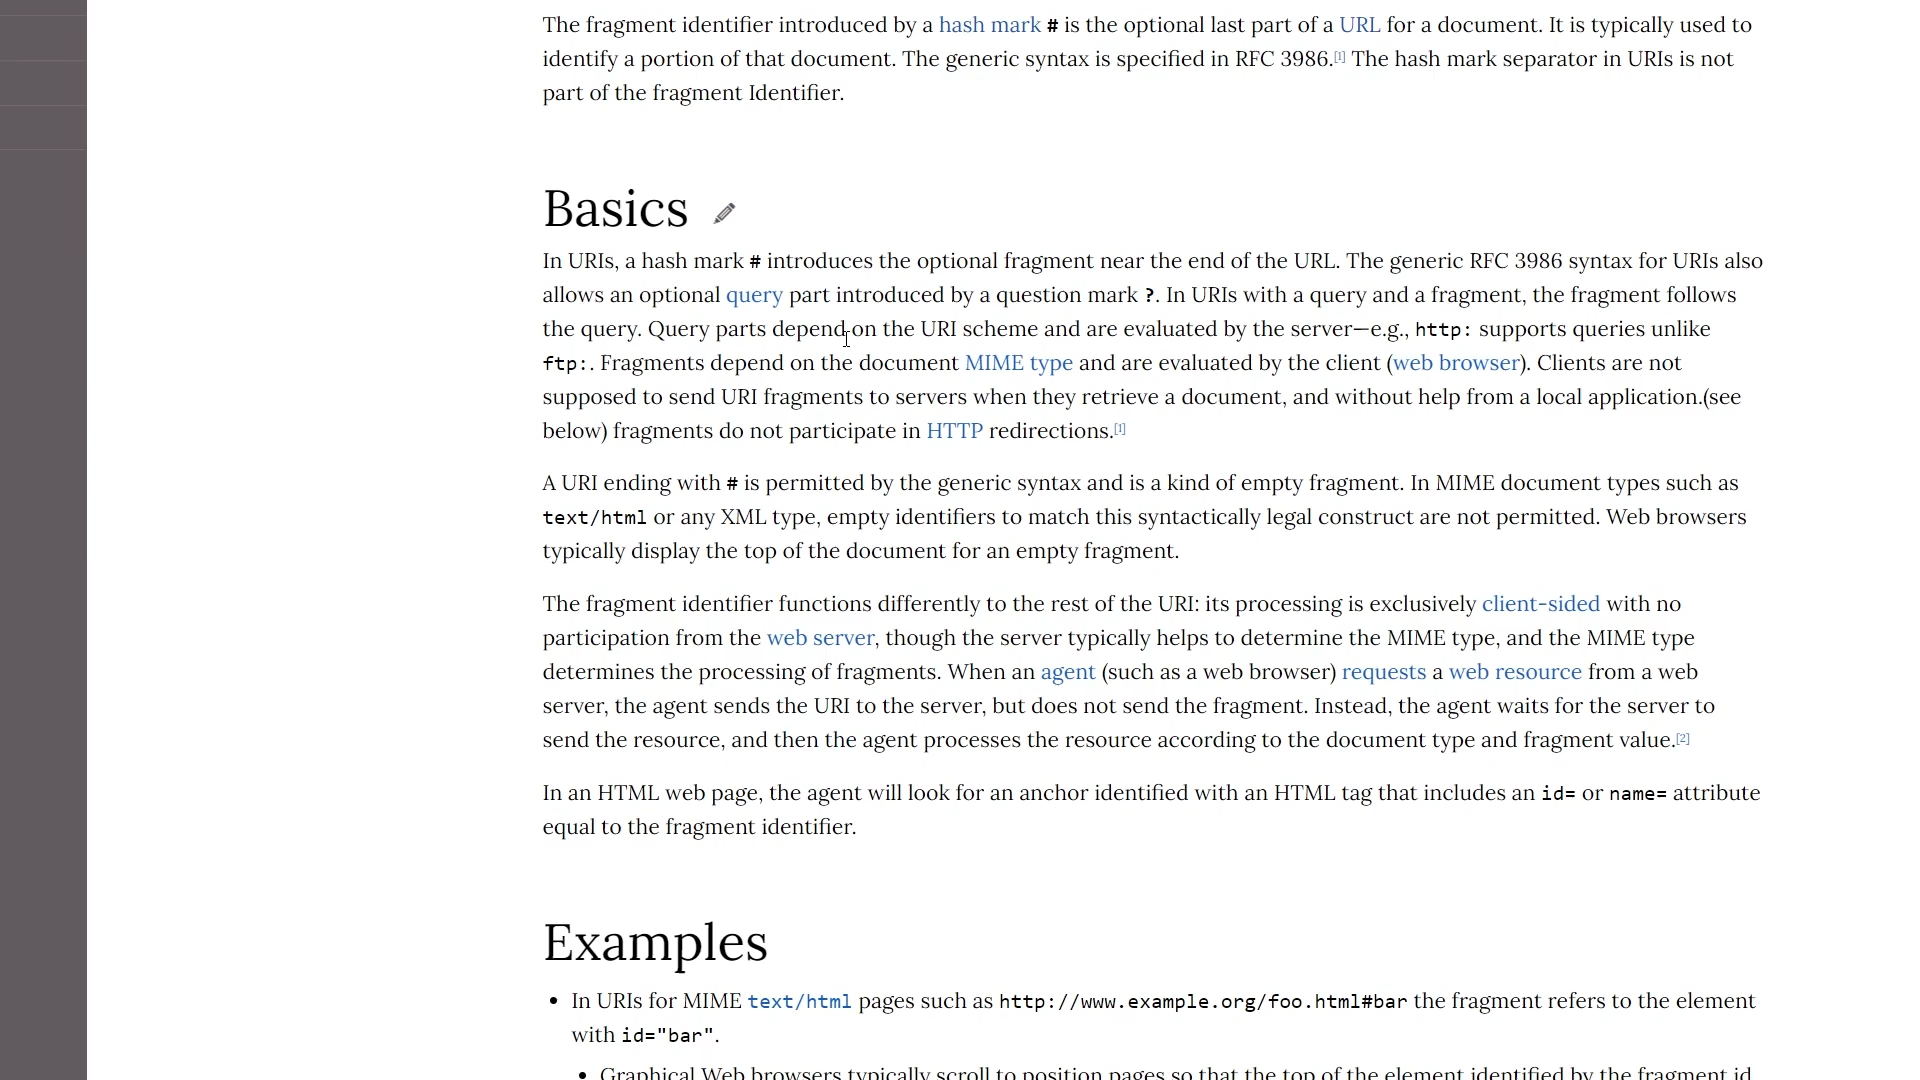 The fragment identifier introduced by a hash mark # is the optional last part of a URL for a document. It is typically used to
identify a portion of that document. The generic syntax is specified in RFC 3986.[1] The hash mark separator in URIs is not
part of the fragment Identifier.
Basics
In URIs, a hash mark # introduces the optional fragment near the end of the URL. The generic RFC 3986 syntax for URIs also
allows an optional query part introduced by a question mark ?. In URIs with a query and a fragment, the fragment follows
the query. Query parts depend on the URI scheme and are evaluated by the server—e.g., http: supports queries unlike
ftp:. Fragments depend on the document MIME type and are evaluated by the client (web browser). Clients are not
supposed to send URI fragments to servers when they retrieve a document, and without help from a local application.(see
below) fragments do not participate in HTTP redirections.[1]
A URI ending with # is permitted by the generic syntax and is a kind of empty fragment. In MIME document types such as
text/html or any XML type, empty identifiers to match this syntactically legal construct are not permitted. Web browsers
typically display the top of the document for an empty fragment.
The fragment identifier functions differently to the rest of the URI: its processing is exclusively client-sided with no
participation from the web server, though the server typically helps to determine the MIME type, and the MIME type
determines the processing of fragments. When an agent (such as a web browser) requests a web resource from a web
server, the agent sends the URI to the server, but does not send the fragment. Instead, the agent waits for the server to
send the resource, and then the agent processes the resource according to the document type and fragment value.[2]
In an HTML web page, the agent will look for an anchor identified with an HTML tag that includes an id= or name= attribute
equal to the fragment identifier.
Examples
• In URIs for MIME text/html pages such as http://www.example.org/foo.html#bar the fragment refers to the element
with id="bar".
• Graphical Web browsers typically scroll to position pages so that the top of the element identified by the fragment id